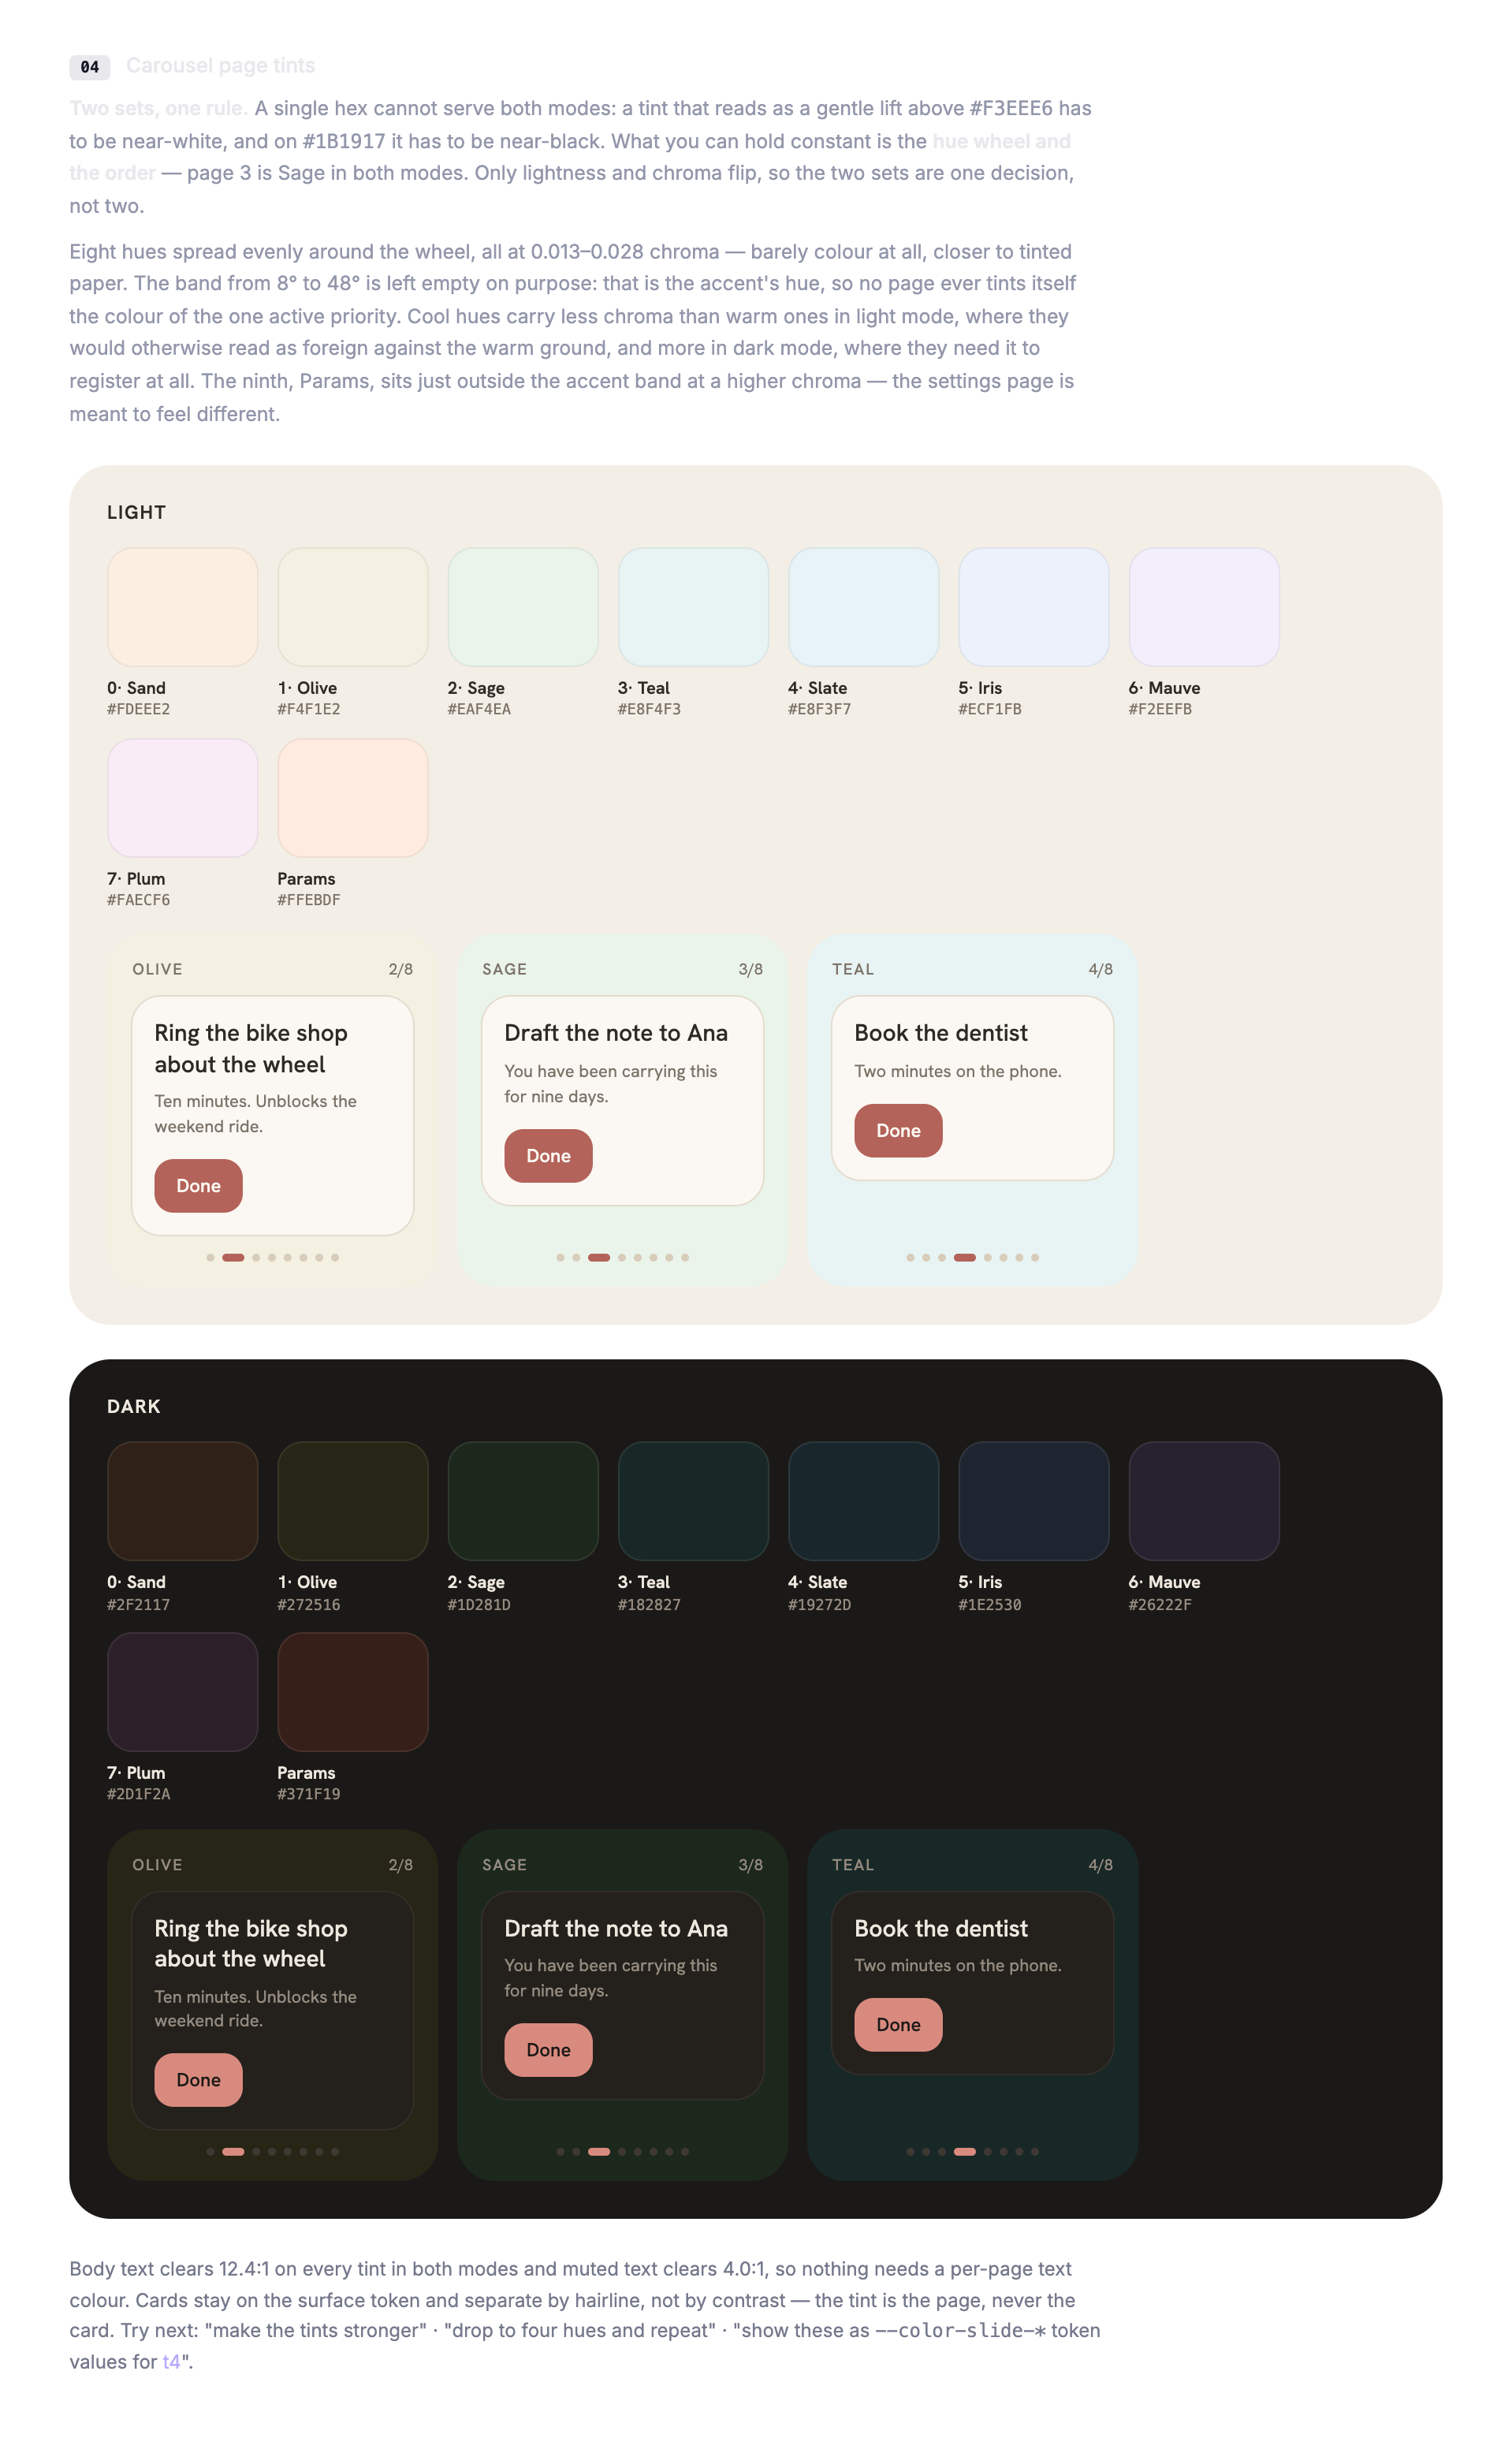 04 Carousel page tints
Two sets, one rule. A single hex cannot serve both modes: a tint that reads as a gentle lift above #F3EEE6 has
to be near-white, and on #1B1917 it has to be near-black. What you can hold constant is the hue wheel and
the order — page 3 is Sage in both modes. Only lightness and chroma flip, so the two sets are one decision,
not two.
Eight hues spread evenly around the wheel, all at 0.013–0.028 chroma — barely colour at all, closer to tinted
paper. The band from 8° to 48° is left empty on purpose: that is the accent's hue, so no page ever tints itself
the colour of the one active priority. Cool hues carry less chroma than warm ones in light mode, where they
would otherwise read as foreign against the warm ground, and more in dark mode, where they need it to
register at all. The ninth, Params, sits just outside the accent band at a higher chroma — the settings page is
meant to feel different.
LIGHT
0· Sand
#FDEEE2
1· Olive
#F4F1E2
2· Sage
#EAF4EA
3· Teal
#E8F4F3
4· Slate
#E8F3F7
5· Iris
#ECF1FB
6· Mauve
#F2EEFB
7· Plum
#FAECF6
Params
#FFEBDF
OLIVE 2/8
Ring the bike shop
about the wheel
Ten minutes. Unblocks the
weekend ride.
Done
SAGE 3/8
Draft the note to Ana
You have been carrying this
for nine days.
Done
TEAL 4/8
Book the dentist
Two minutes on the phone.
Done
DARK
0· Sand
#2F2117
1· Olive
#272516
2· Sage
#1D281D
3· Teal
#182827
4· Slate
#19272D
5· Iris
#1E2530
6· Mauve
#26222F
7· Plum
#2D1F2A
Params
#371F19
OLIVE 2/8
Ring the bike shop
about the wheel
Ten minutes. Unblocks the
weekend ride.
Done
SAGE 3/8
Draft the note to Ana
You have been carrying this
for nine days.
Done
TEAL 4/8
Book the dentist
Two minutes on the phone.
Done
Body text clears 12.4:1 on every tint in both modes and muted text clears 4.0:1, so nothing needs a per-page text
colour. Cards stay on the surface token and separate by hairline, not by contrast — the tint is the page, never the
card. Try next: "make the tints stronger" · "drop to four hues and repeat" · "show these as --color-slide-* token
values for t4".